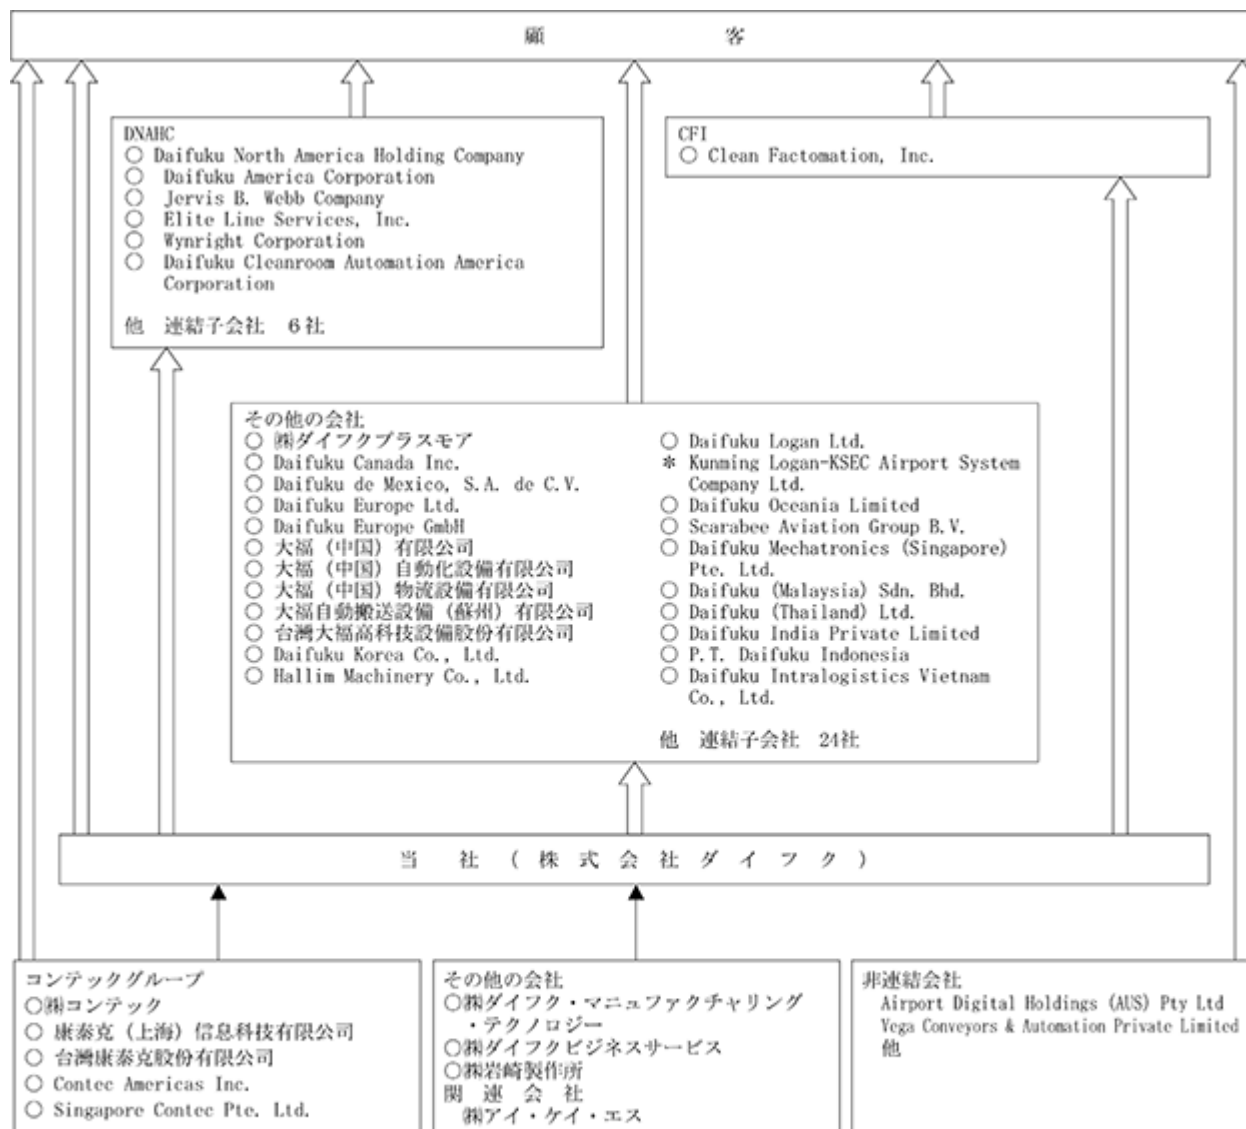 顧 客
DNAHC
○ Daifuku North America Holding Company
○ Daifuku America Corporation
○ Jervis B. Webb Company
○ Elite Line Services, Inc.
○ Wynright Corporation
○ Daifuku Cleanroom Automation America
Corporation
他 連結子会社 6社
CFI
○ Clean Factomation, Inc.
その他の会社
○ ㈱ダイフクプラスモア
○ Daifuku Canada Inc.
○ Daifuku de Mexico, S.A. de C.V.
○ Daifuku Europe Ltd.
○ Daifuku Europe GmbH
○ 大福（中国）有限公司
○ 大福（中国）自動化設備有限公司
○ 大福（中国）物流設備有限公司
○ 大福自動搬送設備（蘇州）有限公司
○ 台灣大福高科技設備股份有限公司
○ Daifuku Korea Co., Ltd.
○ Hallim Machinery Co., Ltd.
○ Daifuku Logan Ltd.
* Kunming Logan-KSEC Airport System
Company Ltd.
○ Daifuku Oceania Limited
○ Scarabee Aviation Group B.V.
○ Daifuku Mechatronics (Singapore)
Pte. Ltd.
○ Daifuku (Malaysia) Sdn. Bhd.
○ Daifuku (Thailand) Ltd.
○ Daifuku India Private Limited
○ P.T. Daifuku Indonesia
○ Daifuku Intralogistics Vietnam
Co., Ltd.
他 連結子会社 24社
当 社 ( 株 式 会 社 ダ イ フ ク )
コンテックグループ
○㈱コンテック
○ 康泰克（上海）信息科技有限公司
○ 台灣康泰克股份有限公司
○ Contec Americas Inc.
○ Singapore Contec Pte. Ltd.
その他の会社
○㈱ダイフク・マニュファクチャリング
・テクノロジー
○㈱ダイフクビジネスサービス
○㈱岩崎製作所
関 連 会 社
㈱アイ・ケイ・エス
非連結会社
Airport Digital Holdings (AUS) Pty Ltd
Vega Conveyors & Automation Private Limited
他